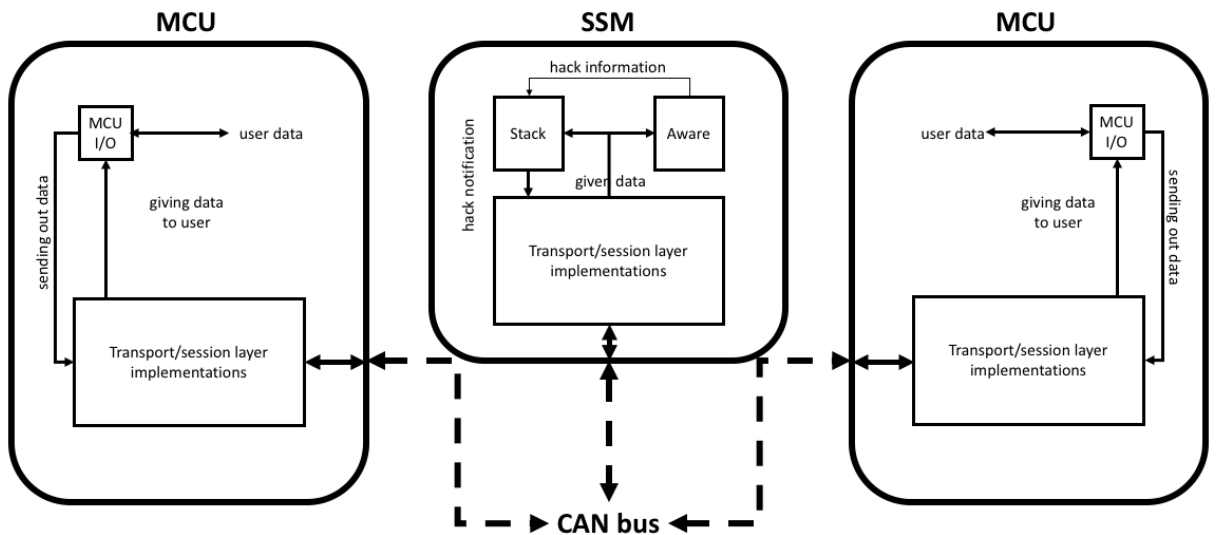 MCU
SSM
MCU
hack information
MCU
I/O
user data
sending out data
giving data
to user
Transport/session layer
implementations
Stack
Aware
hack notification
given data
Transport/session layer
implementations
user data
MCU
I/O
giving data
to user
sending out data
Transport/session layer
implementations
CAN bus